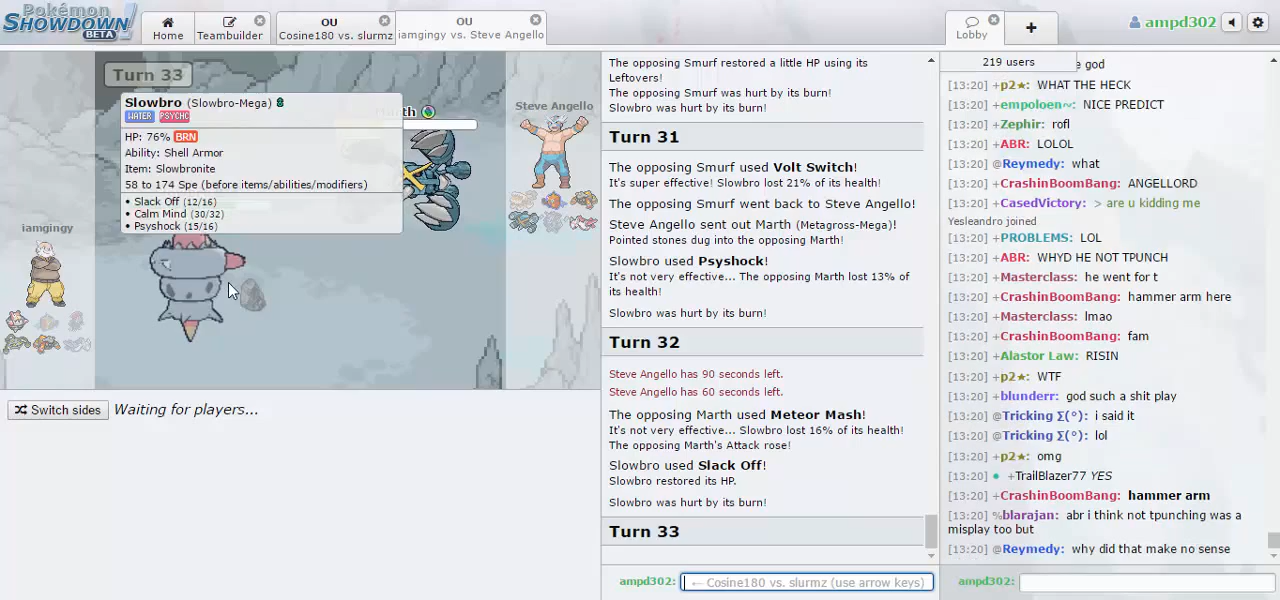 Pokémon
SHOWDOWN!
BETA
Home
Teambuilder
OU
Cosine180 vs. slurmz
OU
iamgingy vs. Steve Angello
Lobby
+
ampd302
Turn 33
Slowbro (Slowbro-Mega)
WATER PSYCHC
HP: 76% BRN
Ability: Shell Armor
Item: Slowbronite
58 to 174 Spe (before items/abilities/modifiers)
• Slack Off (12/16)
• Calm Mind (30/32)
• Psyshock (15/16)
Steve Angello
iamgingy
Switch sides
Waiting for players...
The opposing Smurf restored a little HP using its
Leftovers!
The opposing Smurf was hurt by its burn!
Slowbro was hurt by its burn!
Turn 31
The opposing Smurf used Volt Switch!
It's super effective! Slowbro lost 21% of its health!
The opposing Smurf went back to Steve Angello!
Steve Angello sent out Marth (Metagross-Mega)!
Pointed stones dug into the opposing Marth!
Slowbro used Psyshock!
It's not very effective... The opposing Marth lost 13% of
its health!
Slowbro was hurt by its burn!
Turn 32
Steve Angello has 90 seconds left.
Steve Angello has 60 seconds left.
The opposing Marth used Meteor Mash!
It's not very effective... Slowbro lost 16% of its health!
The opposing Marth's Attack rose!
Slowbro used Slack Off!
Slowbro restored its HP.
Slowbro was hurt by its burn!
Turn 33
ampd302: ← Cosine180 vs. slurmz (use arrow keys)
219 users
e god
[13:20] +p2★: WHAT THE HECK
[13:20] +empoloen~: NICE PREDICT
[13:20] +Zephir: rofl
[13:20] +ABR: LOLOL
[13:20] @Reymedy: what
[13:20] +CrashinBoomBang: ANGELLORD
[13:20] +CasedVictory: > are u kidding me
Yesleandro joined
[13:20] +PROBLEMS: LOL
[13:20] +ABR: WHYD HE NOT TPUNCH
[13:20] +Masterclass: he went for t
[13:20] +CrashinBoomBang: hammer arm here
[13:20] +Masterclass: lmao
[13:20] +CrashinBoomBang: fam
[13:20] +Alastor Law: RISIN
[13:20] +p2★: WTF
[13:20] +blunderr: god such a shit play
[13:20] @Tricking Σ(°): i said it
[13:20] @Tricking Σ(°): lol
[13:20] +p2★: omg
[13:20] • +TrailBlazer77 YES
[13:20] +CrashinBoomBang: hammer arm
[13:20] %blarajan: abr i think not tpunching was a
misplay too but
[13:20] @Reymedy: why did that make no sense
ampd302: